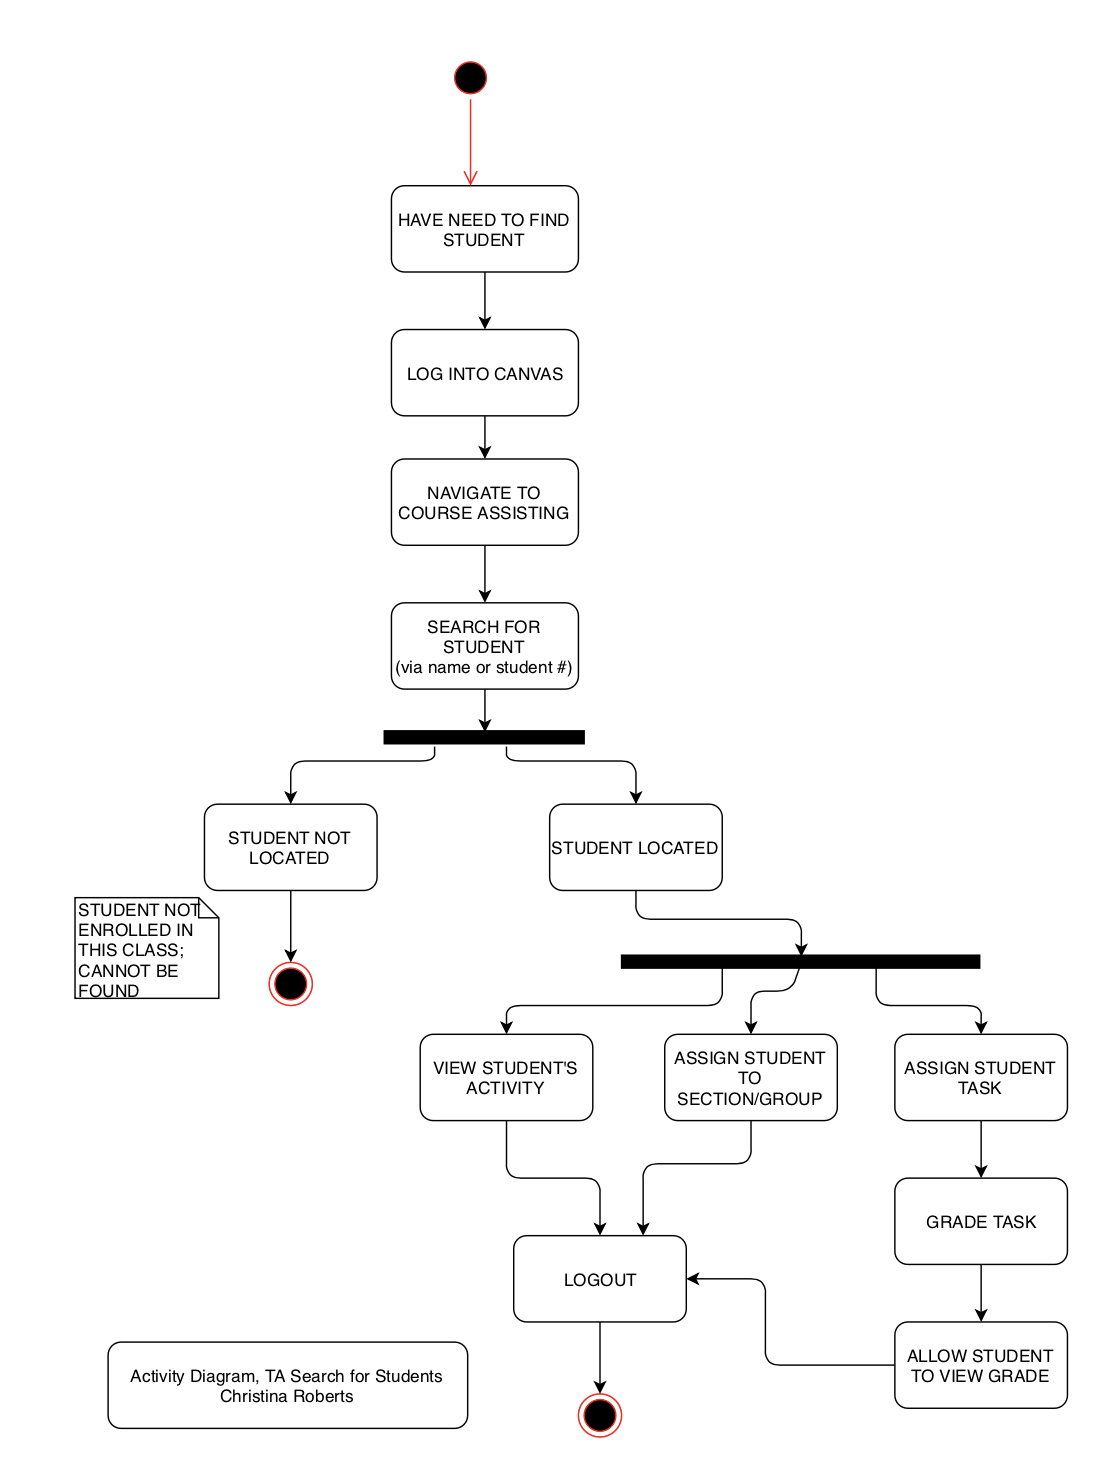 HAVE NEED TO FIND
STUDENT
LOG INTO CANVAS
NAVIGATE TO
COURSE ASSISTING
SEARCH FOR
STUDENT
(via name or student #)
STUDENT NOT
LOCATED
STUDENT LOCATED
STUDENT NOT
ENROLLED IN
THIS CLASS;
CANNOT BE
FOUND
VIEW STUDENT'S
ACTIVITY
ASSIGN STUDENT
TO
SECTION/GROUP
ASSIGN STUDENT
TASK
GRADE TASK
LOGOUT
ALLOW STUDENT
TO VIEW GRADE
Activity Diagram, TA Search for Students
Christina Roberts